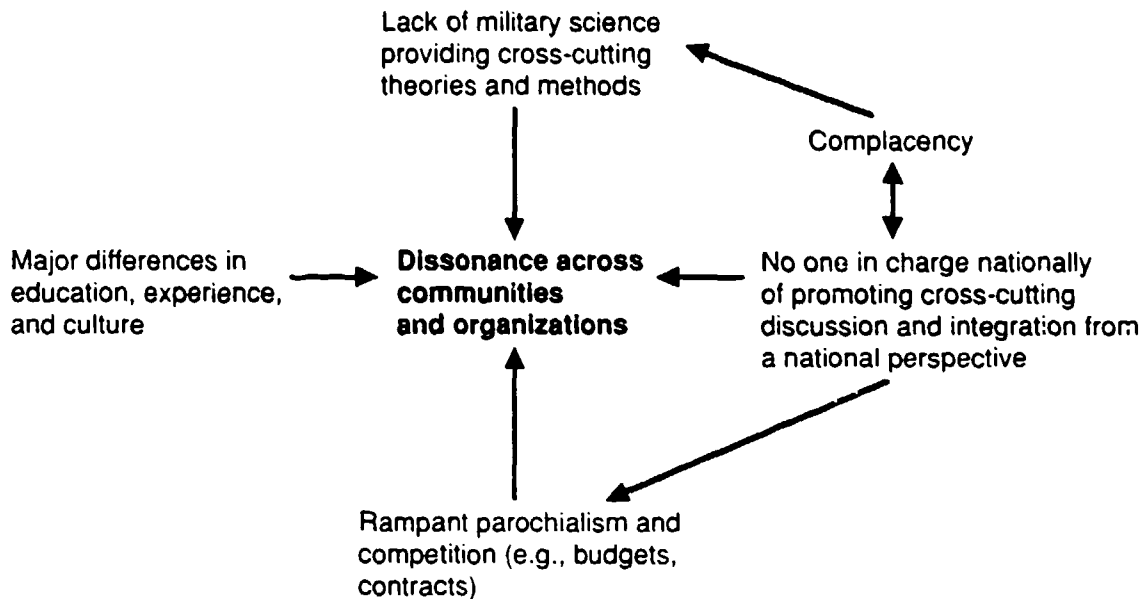 Lack of military science
providing cross-cutting
theories and methods
Complacency
Major differences in
education, experience,
and culture
Dissonance across
communities
and organizations
No one in charge nationally
of promoting cross-cutting
discussion and integration from
a national perspective
Rampant parochialism and
competition (e.g., budgets,
contracts)